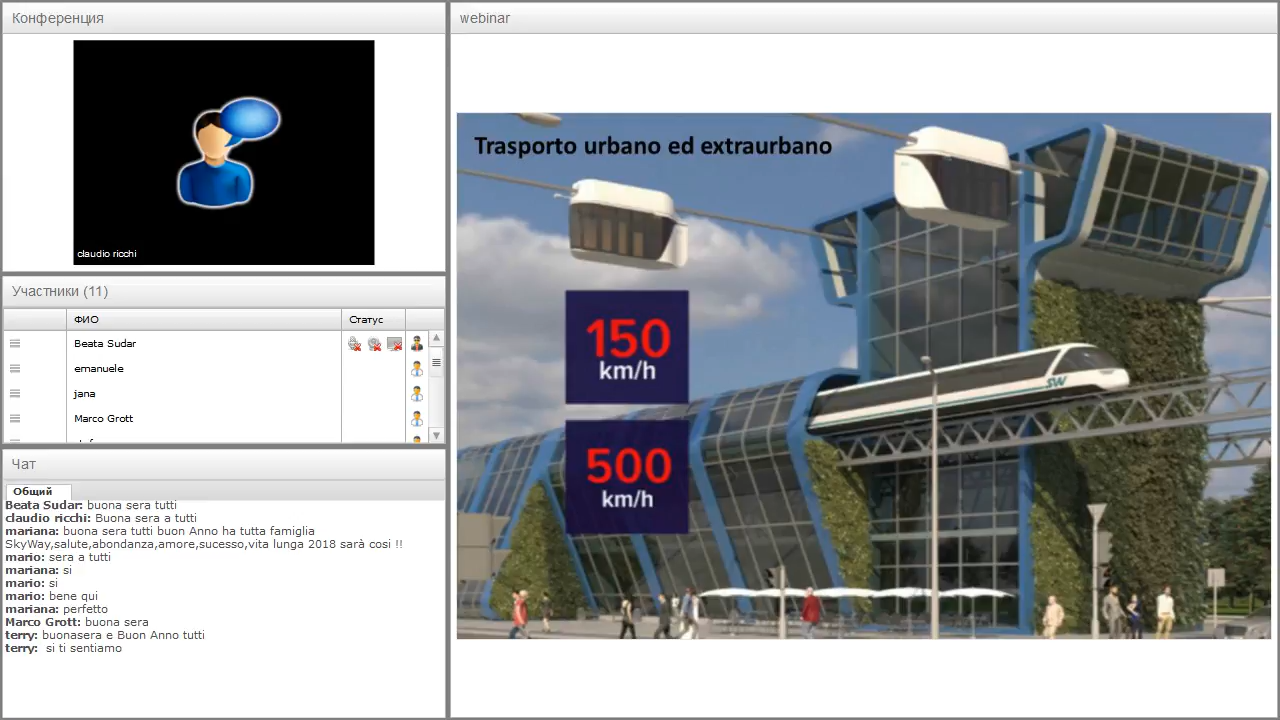 Конференция
claudio ricchi
Участники (11)
ФИО
Статус
Beata Sudar
emanuele
jana
Marco Grott
Чат
Общий
Beata Sudar: buona sera tutti
claudio ricchi: Buona sera a tutti
mariana: buona sera tutti buon Anno ha tutta famiglia
SkyWay,salute,abondanza,amore,sucesso,vita lunga 2018 sarà cosi !!
mario: sera a tutti
mariana: si
mario: si
mario: bene qui
mariana: perfetto
Marco Grott: buona sera
terry: buonasera e Buon Anno tutti
terry: si ti sentiamo
webinar
Trasporto urbano ed extraurbano
150
km/h
500
km/h
SW